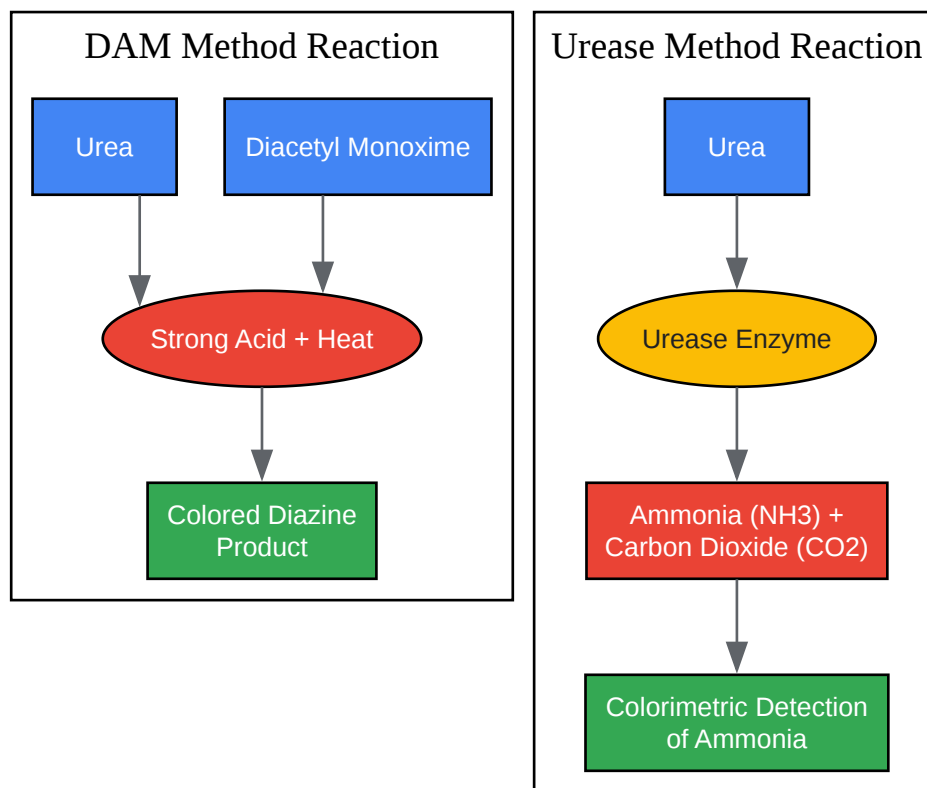 DAM Method Reaction
Urea
Diacetyl Monoxime
Strong Acid + Heat
Colored Diazine
Product
Urease Method Reaction
Urea
Urease Enzyme
Ammonia (NH3) +
Carbon Dioxide (CO2)
Colorimetric Detection
of Ammonia